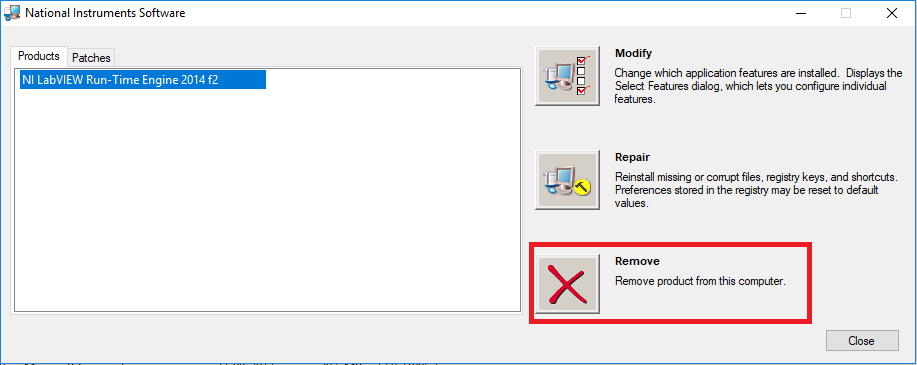 National Instruments Software
Products
Patches
NI LabVIEW Run-Time Engine 2014 f2
Modify
Change which application features are installed. Displays the
Select Features dialog, which lets you configure individual
features.
Repair
Reinstall missing or corrupt files, registry keys, and shortcuts.
Preferences stored in the registry may be reset to default
values.
Remove
Remove product from this computer.
Close